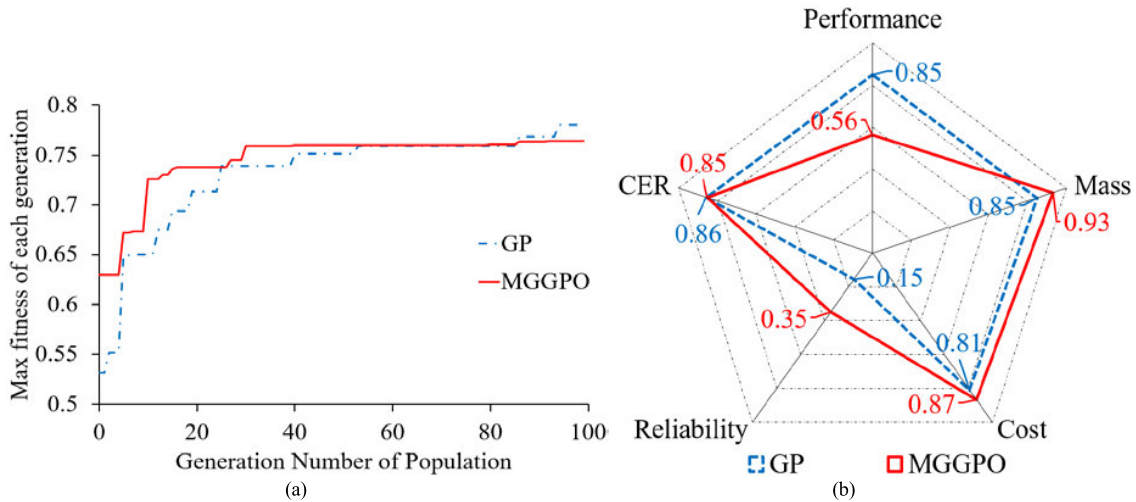 Max fitness of each generation
0.8
0.75
0.7
0.65
0.6
0.55
0.5
0
20
40
60
80
100
Generation Number of Population
GP
MGGPO
(a)
Performance
0.85
0.56
0.85
CER
0.86
Mass
0.85
0.93
0.15
0.35
0.81
0.87
Reliability
Cost
GP
MGGPO
(b)